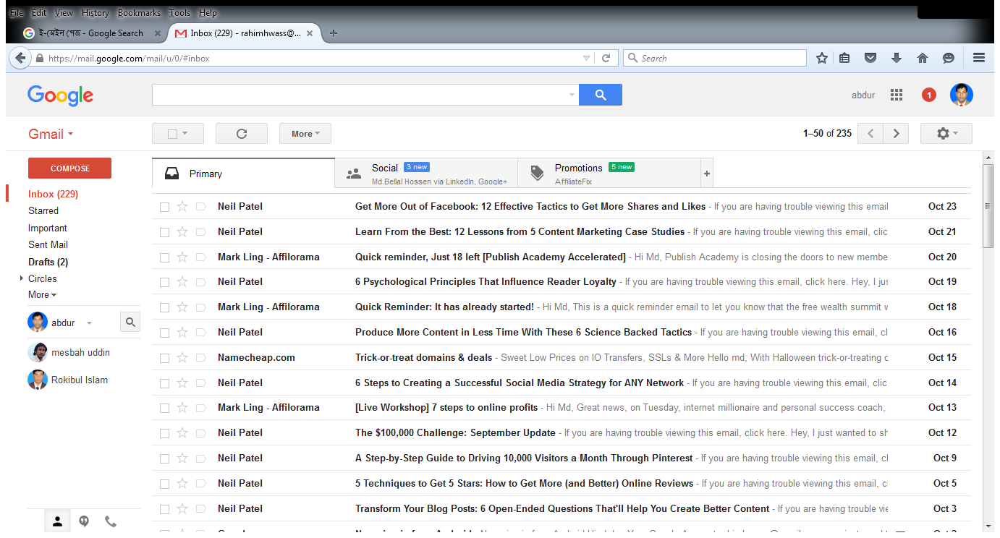 File Edit View History Bookmarks Tools Help
ই-মেইল পেজ - Google Search Inbox (229) - rahimhwass@...
https://mail.google.com/mail/u/0/#inbox Search
Google abdur 1
Gmail More 1–50 of 235
COMPOSE
Primary
Social 3 new
Md.Bellal Hossen via LinkedIn, Google+
Promotions 5 new
AffiliateFix
Inbox (229)
Starred
Important
Sent Mail
Drafts (2)
Circles
More
abdur
mesbah uddin
Rokibul Islam
Neil Patel Get More Out of Facebook: 12 Effective Tactics to Get More Shares and Likes - If you are having trouble viewing this email Oct 23
Neil Patel Learn From the Best: 12 Lessons from 5 Content Marketing Case Studies - If you are having trouble viewing this email, clic Oct 21
Mark Ling - Affilorama Quick reminder, Just 18 left [Publish Academy Accelerated] - Hi Md, Publish Academy is closing the doors to new membe Oct 20
Neil Patel 6 Psychological Principles That Influence Reader Loyalty - If you are having trouble viewing this email, click here. Hey, I jus Oct 19
Mark Ling - Affilorama Quick Reminder: It has already started! - Hi Md, This is a quick reminder email to let you know that the free wealth summit w Oct 18
Neil Patel Produce More Content in Less Time With These 6 Science Backed Tactics - If you are having trouble viewing this email, cl Oct 16
Namecheap.com Trick-or-treat domains & deals - Sweet Low Prices on IO Transfers, SSLs & More Hello md, With Halloween trick-or-treating c Oct 15
Neil Patel 6 Steps to Creating a Successful Social Media Strategy for ANY Network - If you are having trouble viewing this email, clic Oct 14
Mark Ling - Affilorama [Live Workshop] 7 steps to online profits - Hi Md, Great news, on Tuesday, internet millionaire and personal success coach, Oct 13
Neil Patel The $100,000 Challenge: September Update - If you are having trouble viewing this email, click here. Hey, I just wanted to sh Oct 12
Neil Patel A Step-by-Step Guide to Driving 10,000 Visitors a Month Through Pinterest - If you are having trouble viewing this email, cl Oct 9
Neil Patel 5 Techniques to Get 5 Stars: How to Get More (and Better) Online Reviews - If you are having trouble viewing this email, c Oct 5
Neil Patel Transform Your Blog Posts: 6 Open-Ended Questions That'll Help You Create Better Content - If you are having trouble vie Oct 3